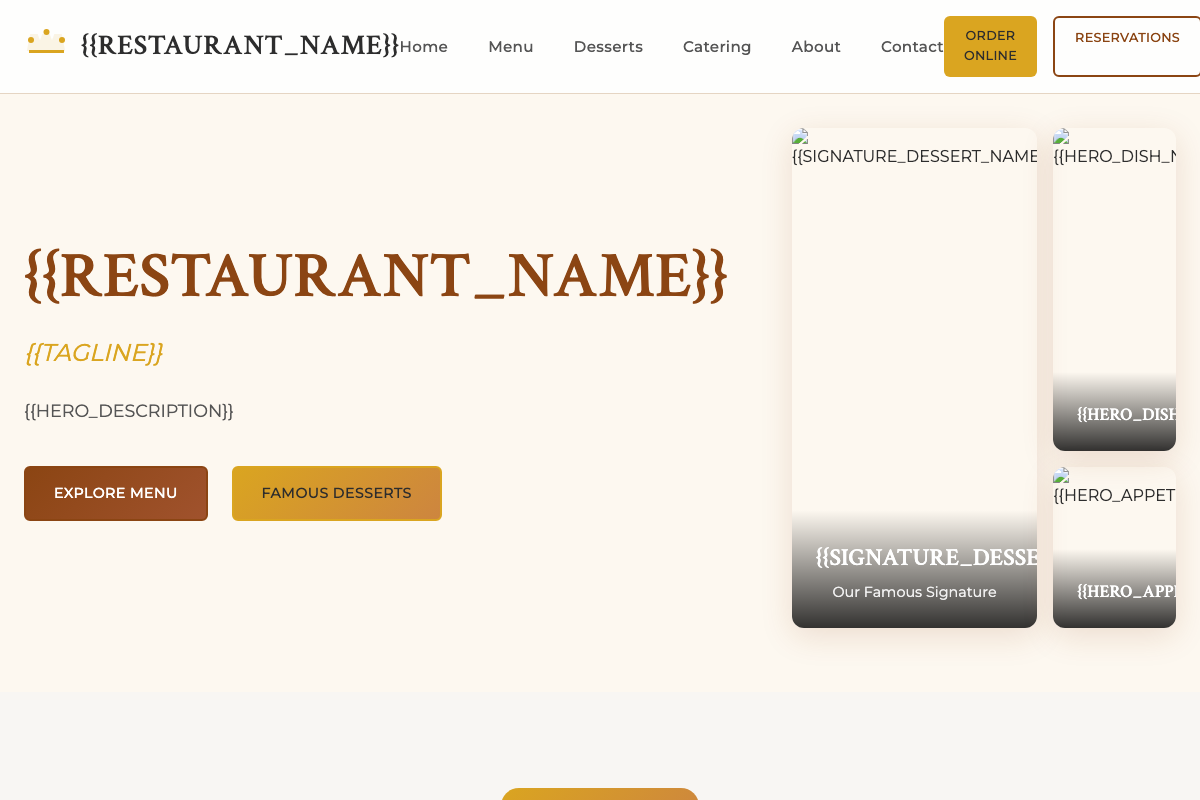 {{RESTAURANT_NAME}}
Home
Menu
Desserts
Catering
About
Contact
ORDER
ONLINE
RESERVATIONS
{{RESTAURANT_NAME}}
{{TAGLINE}}
{{HERO_DESCRIPTION}}
EXPLORE MENU
FAMOUS DESSERTS
{{SIGNATURE_DESSERT_NAME
{{SIGNATURE_DESSE
Our Famous Signature
{{HERO_DISH_N
{{HERO_DISH
{{HERO_APPET
{{HERO_APP